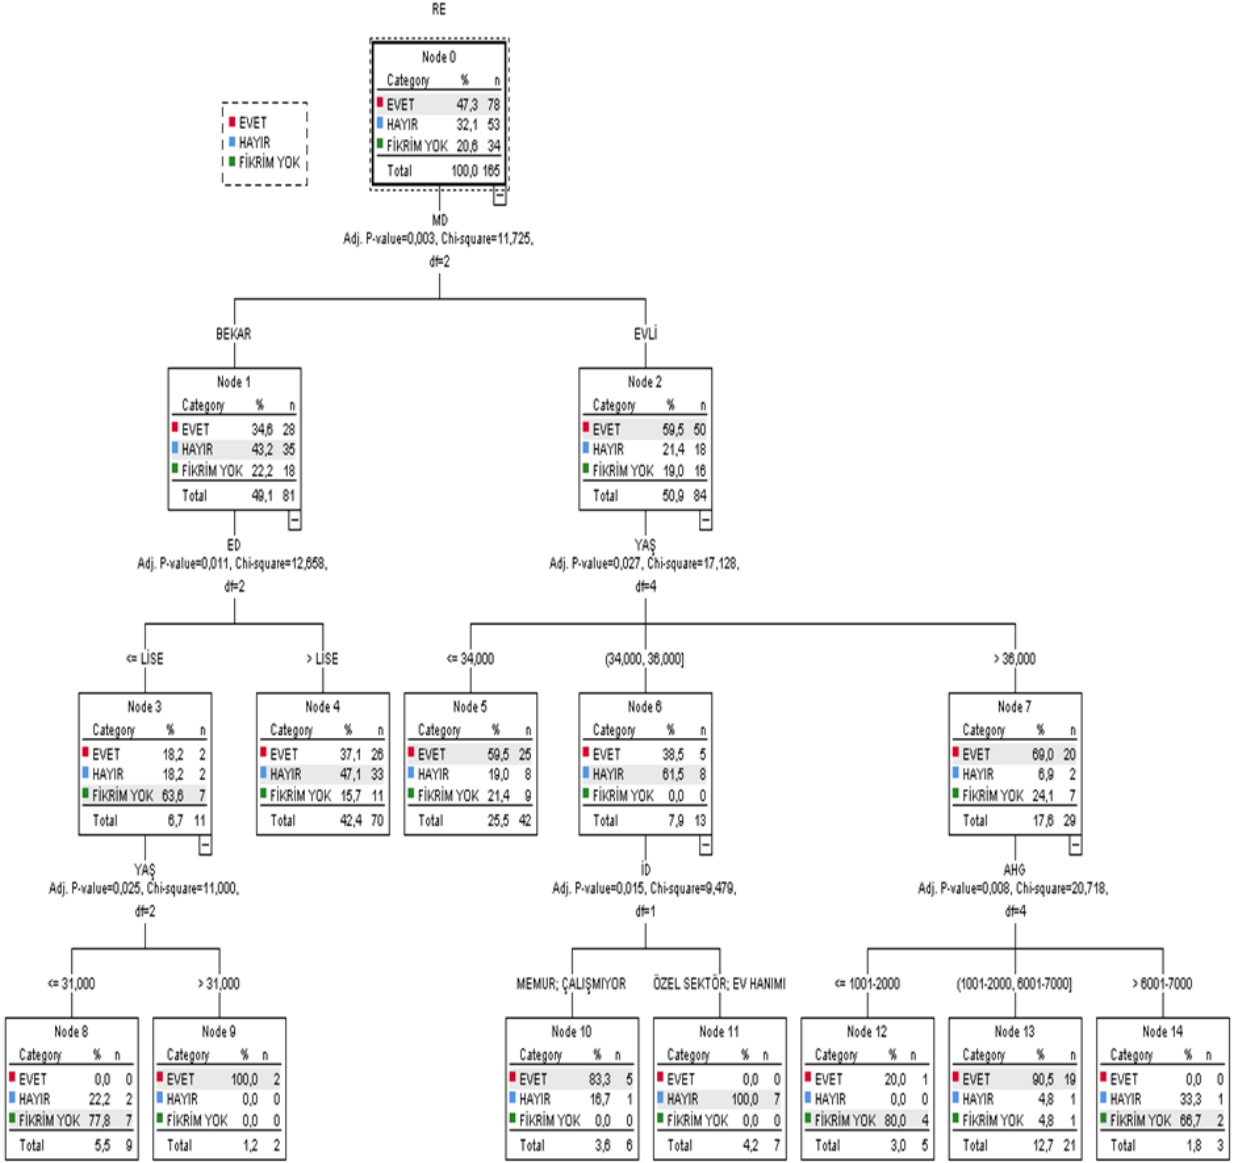 RE
Node 0
Category % n
EVET 47,3 78
HAYIR 32,1 53
FİKRİM YOK 20,6 34
Total 100,0 165
EVET
HAYIR
FİKRİM YOK
MD
Adj. P-value=0,003, Chi-square=11,725,
df=2
BEKAR
EVLİ
Node 1
Category % n
EVET 34,6 28
HAYIR 43,2 35
FİKRİM YOK 22,2 18
Total 49,1 81
Node 2
Category % n
EVET 59,5 50
HAYIR 21,4 18
FİKRİM YOK 19,0 16
Total 50,9 84
ED
Adj. P-value=0,011, Chi-square=12,658,
df=2
YAŞ
Adj. P-value=0,027, Chi-square=17,128,
df=4
<= LİSE
> LİSE
<= 34,000
(34,000, 36,000]
> 36,000
Node 3
Category % n
EVET 18,2 2
HAYIR 18,2 2
FİKRİM YOK 63,6 7
Total 6,7 11
Node 4
Category % n
EVET 37,1 26
HAYIR 47,1 33
FİKRİM YOK 15,7 11
Total 42,4 70
Node 5
Category % n
EVET 59,5 25
HAYIR 19,0 8
FİKRİM YOK 21,4 9
Total 25,5 42
Node 6
Category % n
EVET 38,5 5
HAYIR 61,5 8
FİKRİM YOK 0,0 0
Total 7,9 13
Node 7
Category % n
EVET 69,0 20
HAYIR 6,9 2
FİKRİM YOK 24,1 7
Total 17,6 29
YAŞ
Adj. P-value=0,025, Chi-square=11,000,
df=2
İD
Adj. P-value=0,015, Chi-square=9,479,
df=1
AHG
Adj. P-value=0,008, Chi-square=20,718,
df=4
<= 31,000
> 31,000
MEMUR; ÇALIŞMIYOR
ÖZEL SEKTÖR; EV HANIMI
<= 1001-2000
(1001-2000, 6001-7000]
> 6001-7000
Node 8
Category % n
EVET 0,0 0
HAYIR 22,2 2
FİKRİM YOK 77,8 7
Total 5,5 9
Node 9
Category % n
EVET 100,0 2
HAYIR 0,0 0
FİKRİM YOK 0,0 0
Total 1,2 2
Node 10
Category % n
EVET 83,3 5
HAYIR 16,7 1
FİKRİM YOK 0,0 0
Total 3,6 6
Node 11
Category % n
EVET 0,0 0
HAYIR 100,0 7
FİKRİM YOK 0,0 0
Total 4,2 7
Node 12
Category % n
EVET 20,0 1
HAYIR 0,0 0
FİKRİM YOK 80,0 4
Total 3,0 5
Node 13
Category % n
EVET 90,5 19
HAYIR 4,8 1
FİKRİM YOK 4,8 1
Total 12,7 21
Node 14
Category % n
EVET 0,0 0
HAYIR 33,3 1
FİKRİM YOK 66,7 2
Total 1,8 3